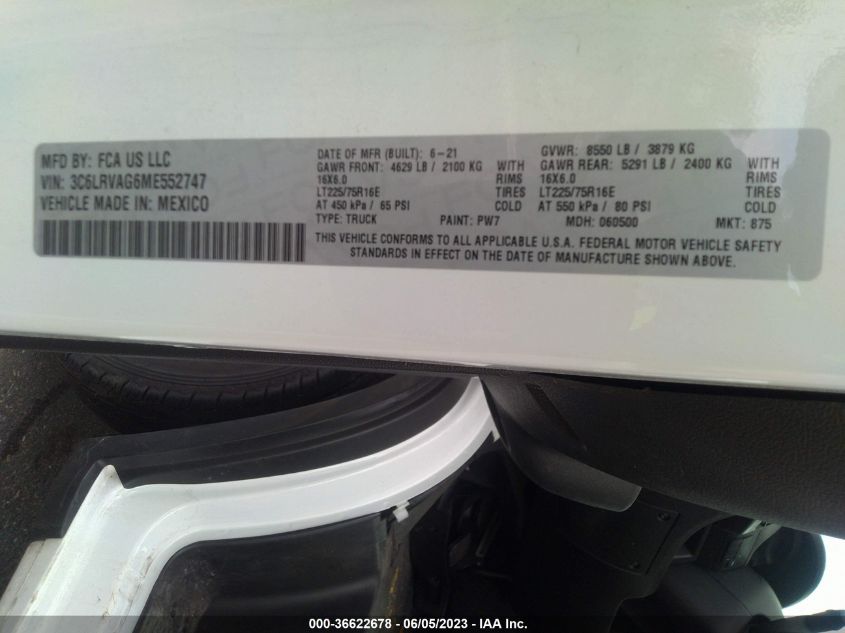 MFD BY: FCA US LLC
VIN: 3C6LRVAG6ME552747
VEHICLE MADE IN: MEXICO
DATE OF MFR (BUILT): 6-21 GVWR: 8550 LB / 3879 KG
GAWR FRONT: 4629 LB / 2100 KG WITH GAWR REAR: 5291 LB / 2400 KG WITH
16X6.0 RIMS 16X6.0 RIMS
LT225/75R16E TIRES LT225/75R16E TIRES
AT 450 kPa / 65 PSI COLD AT 550 kPa / 80 PSI COLD
TYPE: TRUCK PAINT: PW7 MDH: 060500 MKT: 875
THIS VEHICLE CONFORMS TO ALL APPLICABLE U.S.A. FEDERAL MOTOR VEHICLE SAFETY
STANDARDS IN EFFECT ON THE DATE OF MANUFACTURE SHOWN ABOVE.
000-36622678 - 06/05/2023 - IAA Inc.